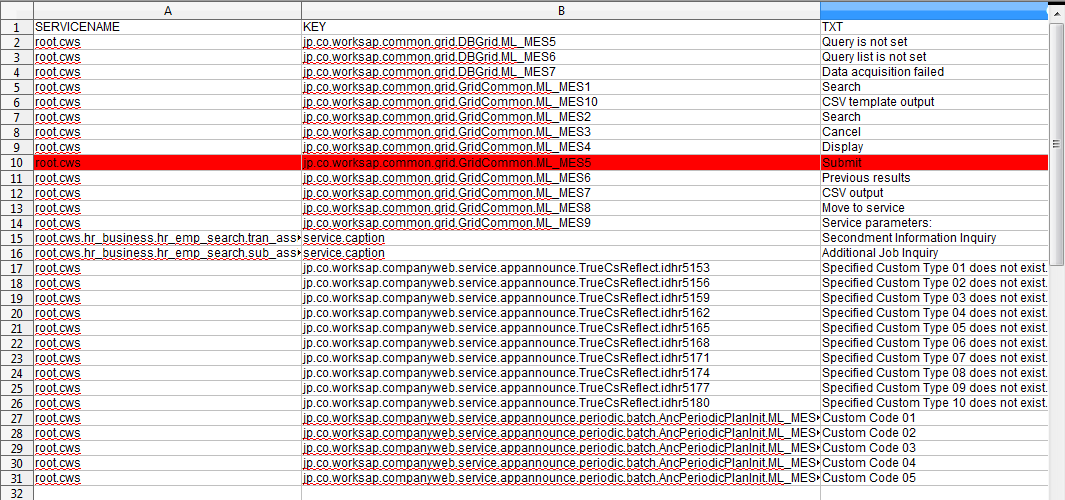 A B
1 SERVICENAME KEY TXT
2 root.cws jp.co.worksap.common.grid.DBGrid.ML_MES5 Query is not set
3 root.cws jp.co.worksap.common.grid.DBGrid.ML_MES6 Query list is not set
4 root.cws jp.co.worksap.common.grid.DBGrid.ML_MES7 Data acquisition failed
5 root.cws jp.co.worksap.common.grid.GridCommon.ML_MES1 Search
6 root.cws jp.co.worksap.common.grid.GridCommon.ML_MES10 CSV template output
7 root.cws jp.co.worksap.common.grid.GridCommon.ML_MES2 Search
8 root.cws jp.co.worksap.common.grid.GridCommon.ML_MES3 Cancel
9 root.cws jp.co.worksap.common.grid.GridCommon.ML_MES4 Display
10 root.cws jp.co.worksap.common.grid.GridCommon.ML_MES5 Submit
11 root.cws jp.co.worksap.common.grid.GridCommon.ML_MES6 Previous results
12 root.cws jp.co.worksap.common.grid.GridCommon.ML_MES7 CSV output
13 root.cws jp.co.worksap.common.grid.GridCommon.ML_MES8 Move to service
14 root.cws jp.co.worksap.common.grid.GridCommon.ML_MES9 Service parameters:
15 root.cws.hr_business.hr_emp_search.tran_ass service.caption Secondment Information Inquiry
16 root.cws.hr_business.hr_emp_search.sub_ass service.caption Additional Job Inquiry
17 root.cws jp.co.worksap.companyweb.service.appannounce.TrueCsReflect.idhr5153 Specified Custom Type 01 does not exist.
18 root.cws jp.co.worksap.companyweb.service.appannounce.TrueCsReflect.idhr5156 Specified Custom Type 02 does not exist.
19 root.cws jp.co.worksap.companyweb.service.appannounce.TrueCsReflect.idhr5159 Specified Custom Type 03 does not exist.
20 root.cws jp.co.worksap.companyweb.service.appannounce.TrueCsReflect.idhr5162 Specified Custom Type 04 does not exist.
21 root.cws jp.co.worksap.companyweb.service.appannounce.TrueCsReflect.idhr5165 Specified Custom Type 05 does not exist.
22 root.cws jp.co.worksap.companyweb.service.appannounce.TrueCsReflect.idhr5168 Specified Custom Type 06 does not exist.
23 root.cws jp.co.worksap.companyweb.service.appannounce.TrueCsReflect.idhr5171 Specified Custom Type 07 does not exist.
24 root.cws jp.co.worksap.companyweb.service.appannounce.TrueCsReflect.idhr5174 Specified Custom Type 08 does not exist.
25 root.cws jp.co.worksap.companyweb.service.appannounce.TrueCsReflect.idhr5177 Specified Custom Type 09 does not exist.
26 root.cws jp.co.worksap.companyweb.service.appannounce.TrueCsReflect.idhr5180 Specified Custom Type 10 does not exist.
27 root.cws jp.co.worksap.companyweb.service.appannounce.periodic.batch.AncPeriodicPlanInit.ML_MES Custom Code 01
28 root.cws jp.co.worksap.companyweb.service.appannounce.periodic.batch.AncPeriodicPlanInit.ML_MES Custom Code 02
29 root.cws jp.co.worksap.companyweb.service.appannounce.periodic.batch.AncPeriodicPlanInit.ML_MES Custom Code 03
30 root.cws jp.co.worksap.companyweb.service.appannounce.periodic.batch.AncPeriodicPlanInit.ML_MES Custom Code 04
31 root.cws jp.co.worksap.companyweb.service.appannounce.periodic.batch.AncPeriodicPlanInit.ML_MES Custom Code 05
32